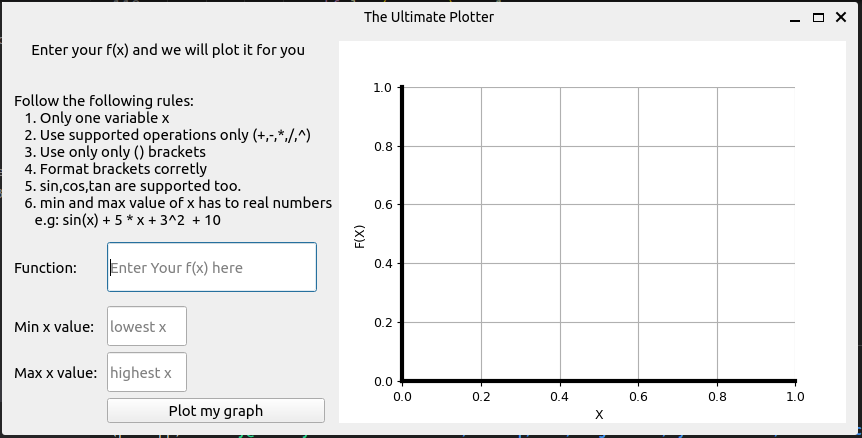 The Ultimate Plotter
Enter your f(x) and we will plot it for you
Follow the following rules:
1. Only one variable x
2. Use supported operations only (+,-,*,/,^)
3. Use only only () brackets
4. Format brackets corretly
5. sin,cos,tan are supported too.
6. min and max value of x has to real numbers
e.g: sin(x) + 5 * x + 3^2 + 10
Function:
Enter Your f(x) here
Min x value:
lowest x
Max x value:
highest x
Plot my graph
F(X)
1.0
0.8
0.6
0.4
0.2
0.0
0.0 0.2 0.4 0.6 0.8 1.0
X